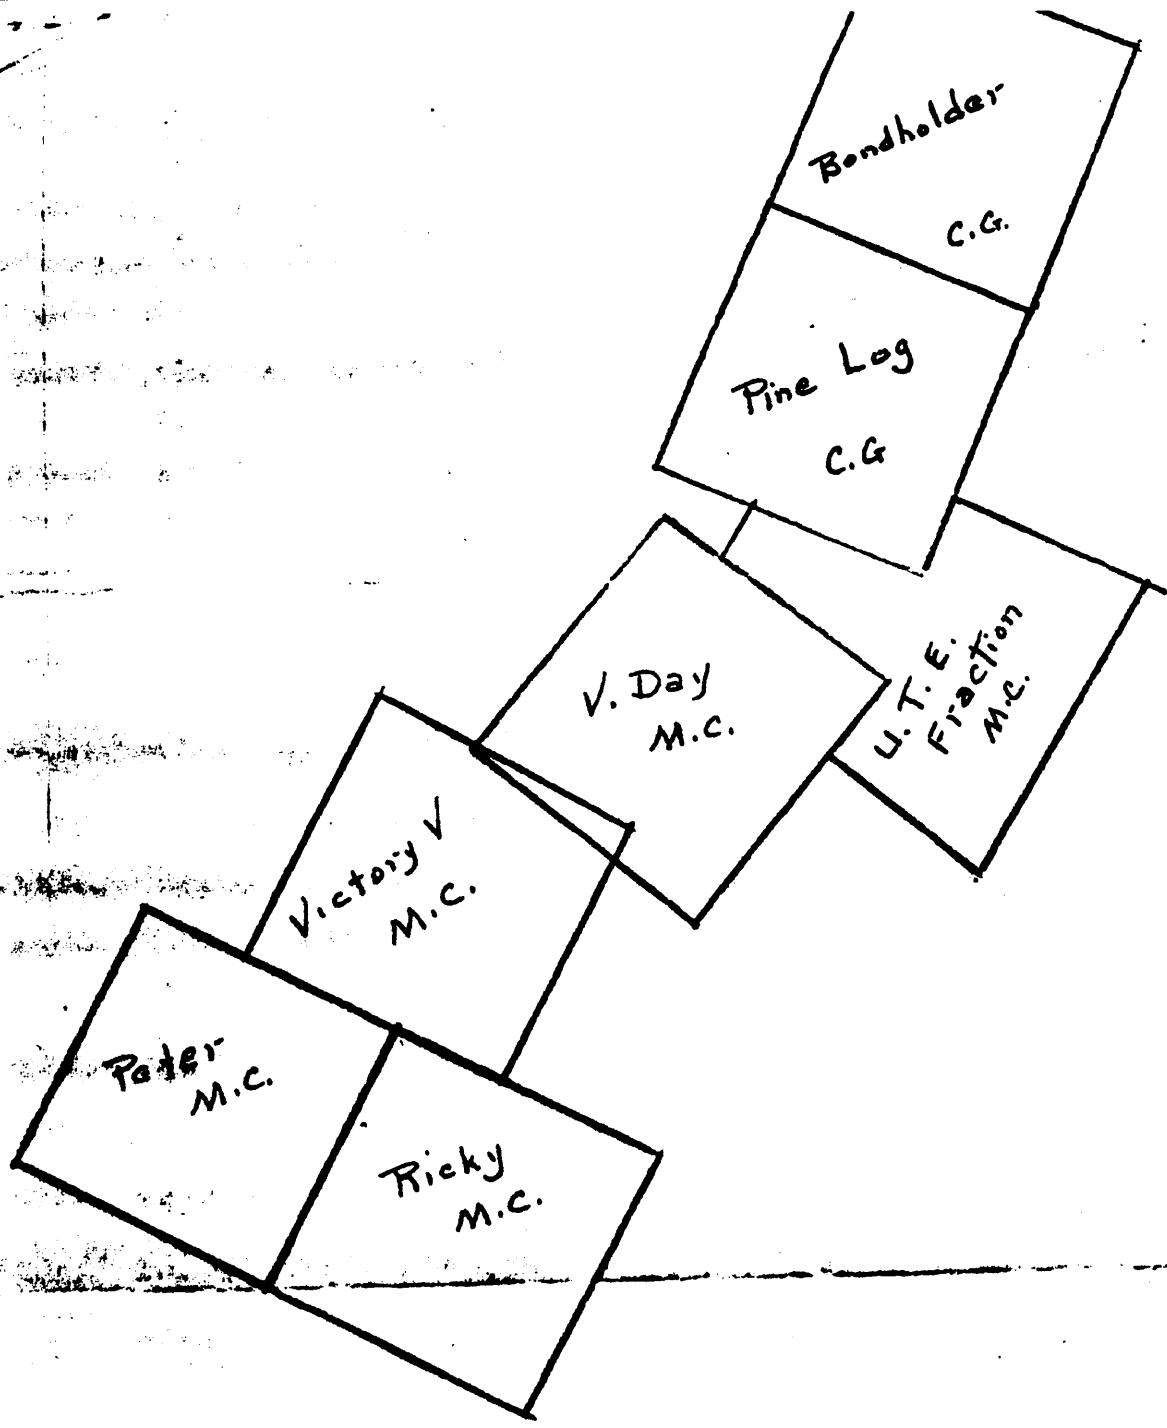 Bondholder
C.G.
Pine Log
C.G
V. Day
M.C.
U.T.E.
Fraction
M.C.
Victory V
M.C.
Peter
M.C.
Ricky
M.C.